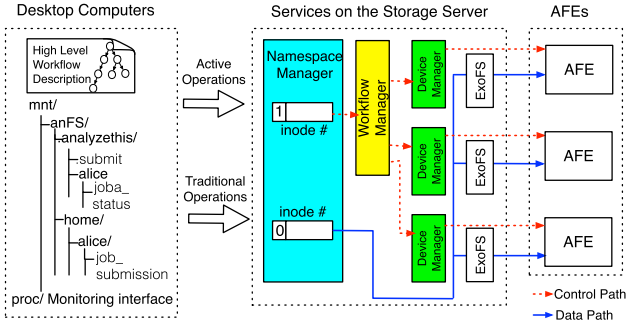 Desktop Computers
High Level
Workflow
Description
mnt/
anFS/
analyzethis/
submit
alice
joba_
status
home/
alice/
job_
submission
proc/ Monitoring interface
Active
Operations
Traditional
Operations
Services on the Storage Server
Namespace
Manager
1
inode #
inode #
0
Workflow
Manager
Device
Manager
ExoFS
Device
Manager
ExoFS
Device
Manager
ExoFS
AFEs
AFE
AFE
AFE
Control Path
Data Path